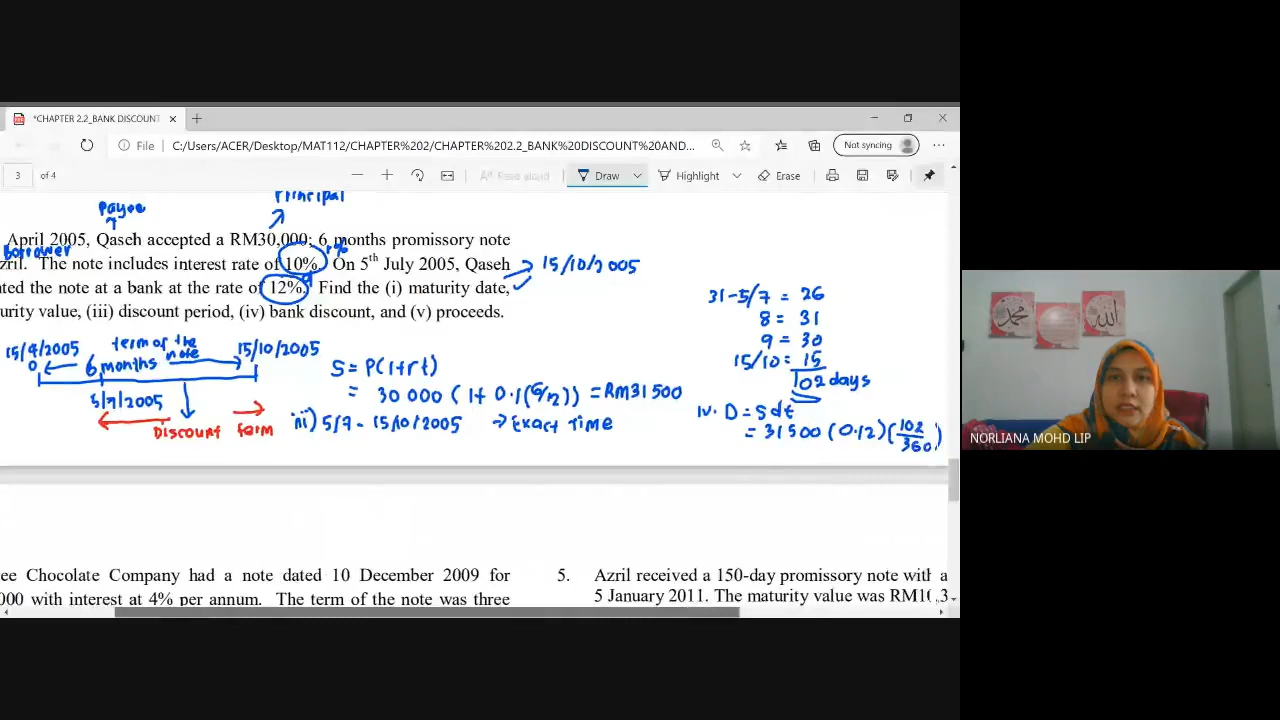 *CHAPTER 2.2_BANK DISCOUNT
File
C:/Users/ACER/Desktop/MAT112/CHAPTER%202/CHAPTER%202.2_BANK%20DISCOUNT%20AND...
Not syncing
3 of 4
Read aloud
Draw
Highlight
Erase
Payee
Principal
April 2005, Qaseh accepted a RM30,000; 6 months promissory note
Borrower
r%
zril. The note includes interest rate of 10%. On 5th July 2005, Qaseh
15/10/2005
nted the note at a bank at the rate of 12%. Find the (i) maturity date,
urity value, (iii) discount period, (iv) bank discount, and (v) proceeds.
15/4/2005
term of the note
15/10/2005
0
6 months
5/7/2005
Discount term
S = P(1+rt)
= 30 000 (1+ 0.1(6/12)) = RM31 500
iii) 5/7 - 15/10/2005 → Exact Time
31-5/7 = 26
8 = 31
9 = 30
15/10 = 15
102 days
iv. D = Sdt
= 31 500 (0.12) (102/360)
ee Chocolate Company had a note dated 10 December 2009 for
000 with interest at 4% per annum. The term of the note was three
5. Azril received a 150-day promissory note with a
5 January 2011. The maturity value was
NORLIANA MOHD LIP